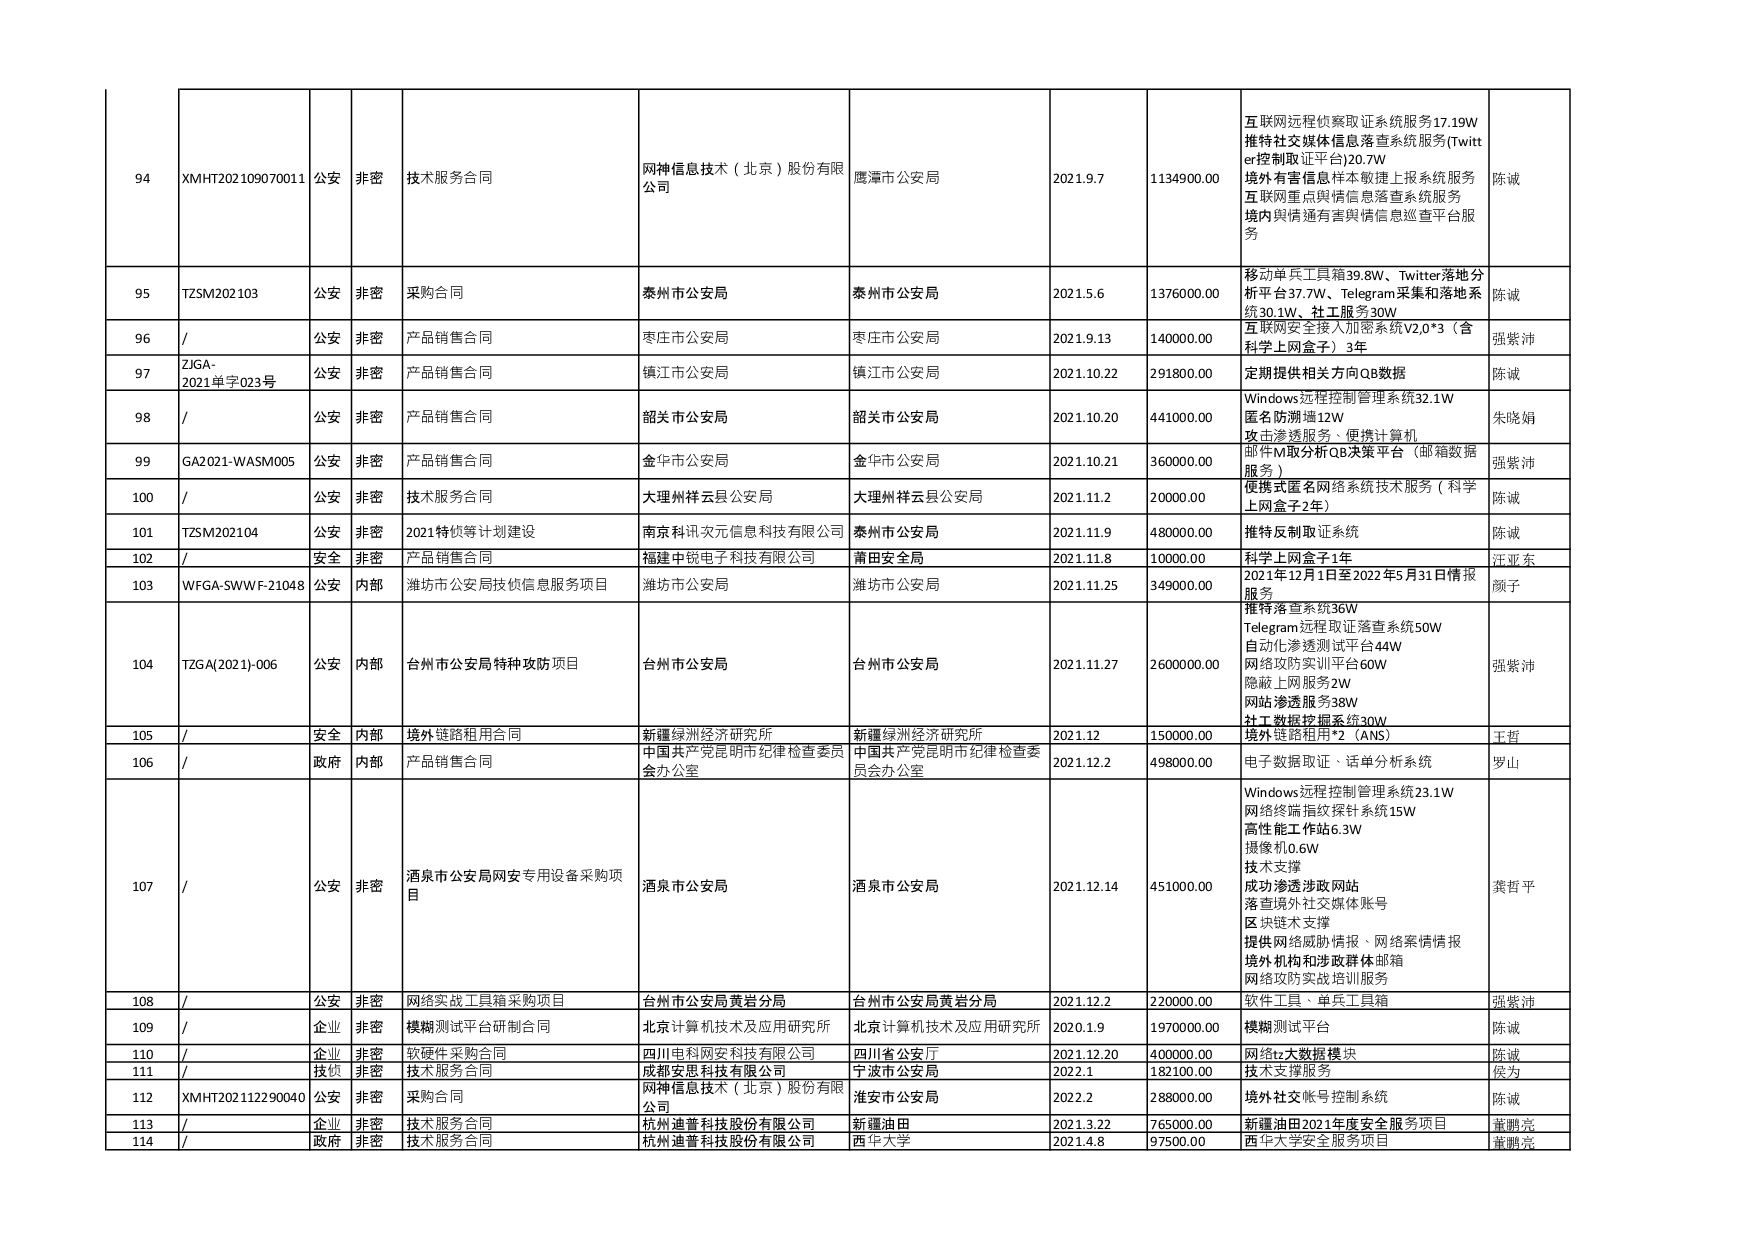 94 XMHT202109070011 公安 非密 技术服务合同 网神信息技术（北京）股份有限公司 鹰潭市公安局 2021.9.7 1134900.00 互联网远程侦察取证系统服务17.19W
推特社交媒体信息落查系统服务(Twitter控制取证平台)20.7W
境外有害信息样本敏捷上报系统服务
互联网重点舆情信息落查系统服务
境内舆情通有害舆情信息巡查平台服务 陈诚
95 TZSM202103 公安 非密 采购合同 泰州市公安局 泰州市公安局 2021.5.6 1376000.00 移动单兵工具箱39.8W、Twitter落地分析平台37.7W、Telegram采集和落地系统30.1W、社工服务30W 陈诚
96 / 公安 非密 产品销售合同 枣庄市公安局 枣庄市公安局 2021.9.13 140000.00 互联网安全接入加密系统V2,0*3（含科学上网盒子）3年 强紫沛
97 ZJGA-2021单字023号 公安 非密 产品销售合同 镇江市公安局 镇江市公安局 2021.10.22 291800.00 定期提供相关方向QB数据 陈诚
98 / 公安 非密 产品销售合同 韶关市公安局 韶关市公安局 2021.10.20 441000.00 Windows远程控制管理系统32.1W
匿名防溯墙12W
攻击渗透服务、便携计算机 朱晓娟
99 GA2021-WASM005 公安 非密 产品销售合同 金华市公安局 金华市公安局 2021.10.21 360000.00 邮件M取分析QB决策平台（邮箱数据服务） 强紫沛
100 / 公安 非密 技术服务合同 大理州祥云县公安局 大理州祥云县公安局 2021.11.2 20000.00 便携式匿名网络系统技术服务（科学上网盒子2年） 陈诚
101 TZSM202104 公安 非密 2021特侦等计划建设 南京科讯次元信息科技有限公司 泰州市公安局 2021.11.9 480000.00 推特反制取证系统 陈诚
102 / 安全 非密 产品销售合同 福建中锐电子科技有限公司 莆田安全局 2021.11.8 10000.00 科学上网盒子1年 汪亚东
103 WFGA-SWWF-21048 公安 内部 潍坊市公安局技侦信息服务项目 潍坊市公安局 潍坊市公安局 2021.11.25 349000.00 2021年12月1日至2022年5月31日情报服务 颜子
104 TZGA(2021)-006 公安 内部 台州市公安局特种攻防项目 台州市公安局 台州市公安局 2021.11.27 2600000.00 推特落查系统36W
Telegram远程取证落查系统50W
自动化渗透测试平台44W
网络攻防实训平台60W
隐蔽上网服务2W
网站渗透服务38W
社工数据挖掘系统30W 强紫沛
105 / 安全 内部 境外链路租用合同 新疆绿洲经济研究所 新疆绿洲经济研究所 2021.12 150000.00 境外链路租用*2（ANS） 王哲
106 / 政府 内部 产品销售合同 中国共产党昆明市纪律检查委员会办公室 中国共产党昆明市纪律检查委员会办公室 2021.12.2 498000.00 电子数据取证、话单分析系统 罗山
107 / 公安 非密 酒泉市公安局网安专用设备采购项目 酒泉市公安局 酒泉市公安局 2021.12.14 451000.00 Windows远程控制管理系统23.1W
网络终端指纹探针系统15W
高性能工作站6.3W
摄像机0.6W
技术支撑
成功渗透涉政网站
落查境外社交媒体账号
区块链术支撑
提供网络威胁情报、网络案情情报
境外机构和涉政群体邮箱
网络攻防实战培训服务 龚哲平
108 / 公安 非密 网络实战工具箱采购项目 台州市公安局黄岩分局 台州市公安局黄岩分局 2021.12.2 220000.00 软件工具、单兵工具箱 强紫沛
109 / 企业 非密 模糊测试平台研制合同 北京计算机技术及应用研究所 北京计算机技术及应用研究所 2020.1.9 1970000.00 模糊测试平台 陈诚
110 / 企业 非密 软硬件采购合同 四川电科网安科技有限公司 四川省公安厅 2021.12.20 400000.00 网络tz大数据模块 陈诚
111 / 技侦 非密 技术服务合同 成都安思科技有限公司 宁波市公安局 2022.1 182100.00 技术支撑服务 侯为
112 XMHT202112290040 公安 非密 采购合同 网神信息技术（北京）股份有限公司 淮安市公安局 2022.2 288000.00 境外社交帐号控制系统 陈诚
113 / 企业 非密 技术服务合同 杭州迪普科技股份有限公司 新疆油田 2021.3.22 765000.00 新疆油田2021年度安全服务项目 董鹏亮
114 / 政府 非密 技术服务合同 杭州迪普科技股份有限公司 西华大学 2021.4.8 97500.00 西华大学安全服务项目 董鹏亮